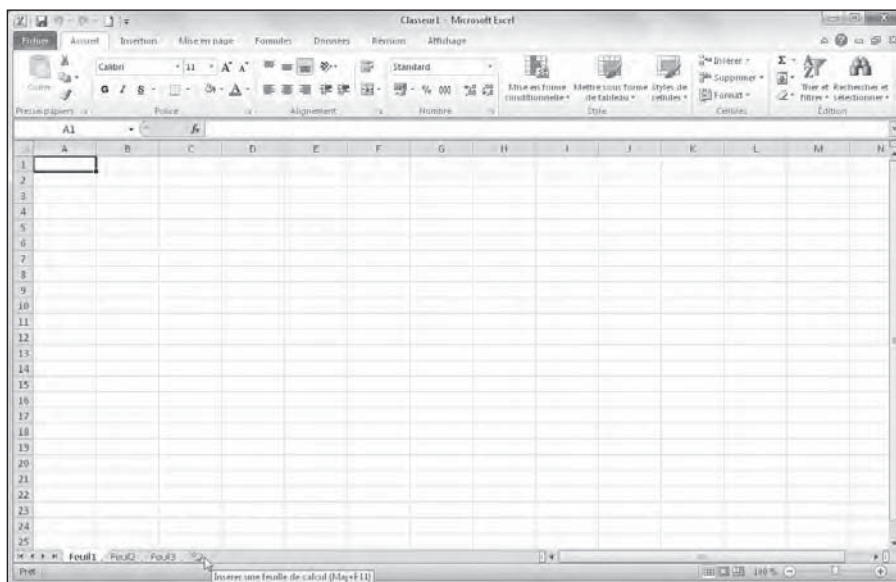 Classeur1 - Microsoft Excel
Fichier Accueil Insertion Mise en page Formules Données Révision Affichage
Calibri 11 A A Standard Insérer Σ
Coller G I S A % 000 Mise en forme Mettre sous forme Styles de Supprimer Trier et Rechercher et
conditionnelle de tableau cellules Format filtrer sélectionner
Presse-papiers Police Alignement Nombre Style Cellules Édition
A1 fx
A B C D E F G H I J K L M N
1
2
3
4
5
6
7
8
9
10
11
12
13
14
15
16
17
18
19
20
21
22
23
24
25
Feuil1 Feuil2 Feuil3
Prêt Insérer une feuille de calcul (Maj+F11) 100 %